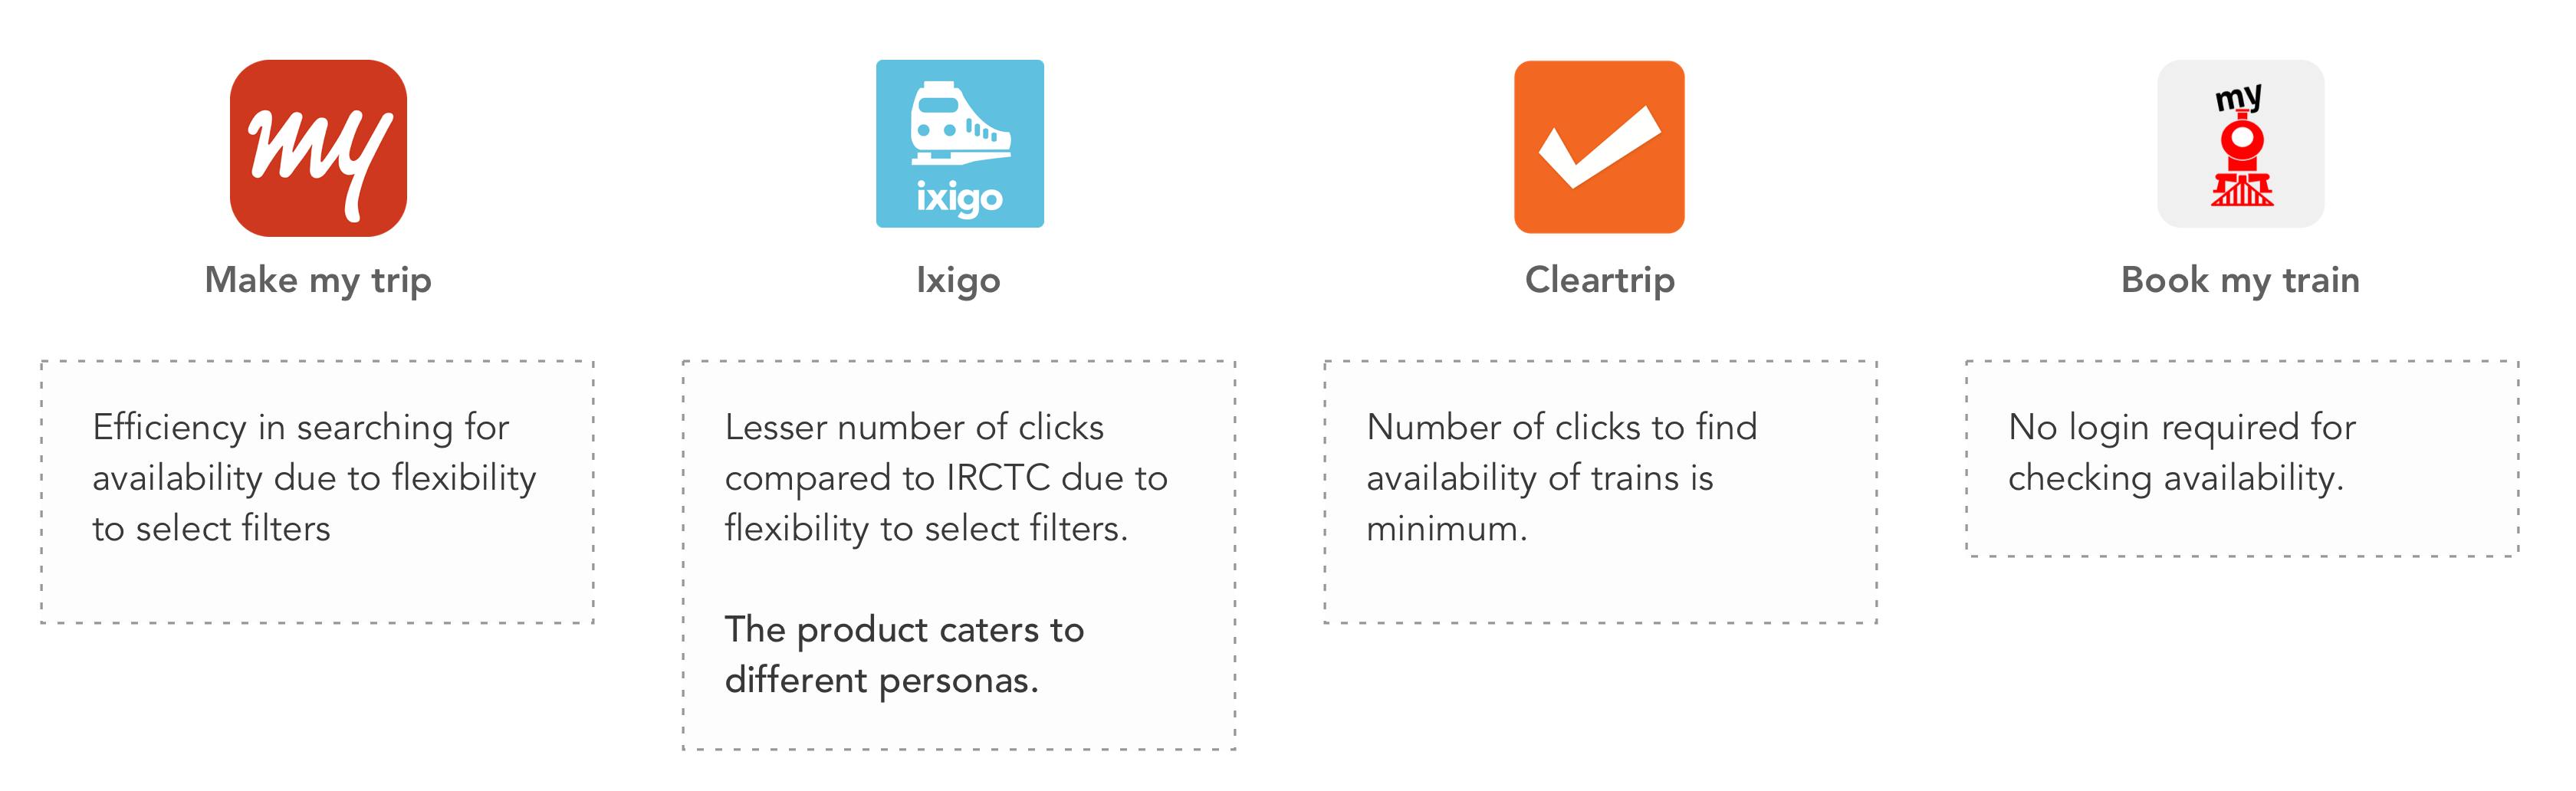 my
Make my trip
Efficiency in searching for
availability due to flexibility
to select filters
ixigo
Ixigo
Lesser number of clicks
compared to IRCTC due to
flexibility to select filters.
The product caters to
different personas.
Cleartrip
Number of clicks to find
availability of trains is
minimum.
my
Book my train
No login required for
checking availability.